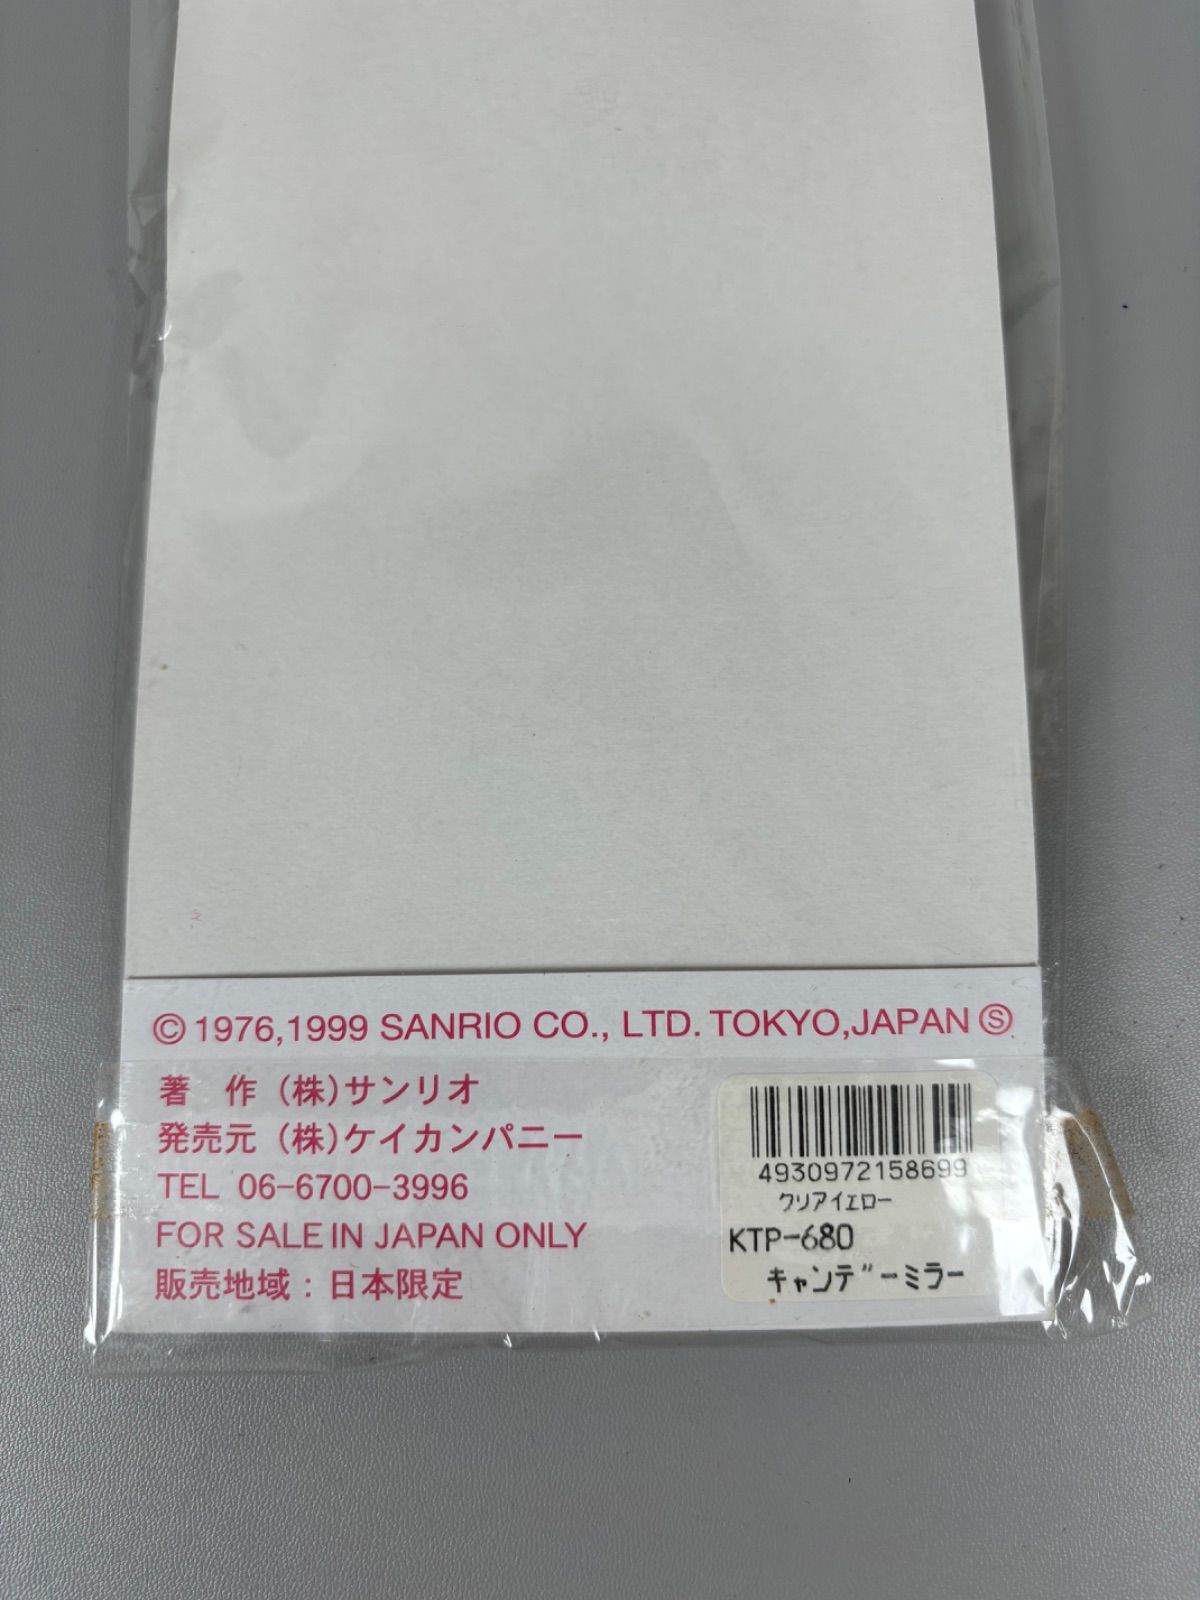 © 1976,1999 SANRIO CO., LTD. TOKYO,JAPAN Ⓢ
著　作 (株)サンリオ
発売元 (株)ケイカンパニー
TEL 06-6700-3996
FOR SALE IN JAPAN ONLY
販売地域：日本限定
4930972158699
クリアイエロー
KTP-680
キャンデーミラー